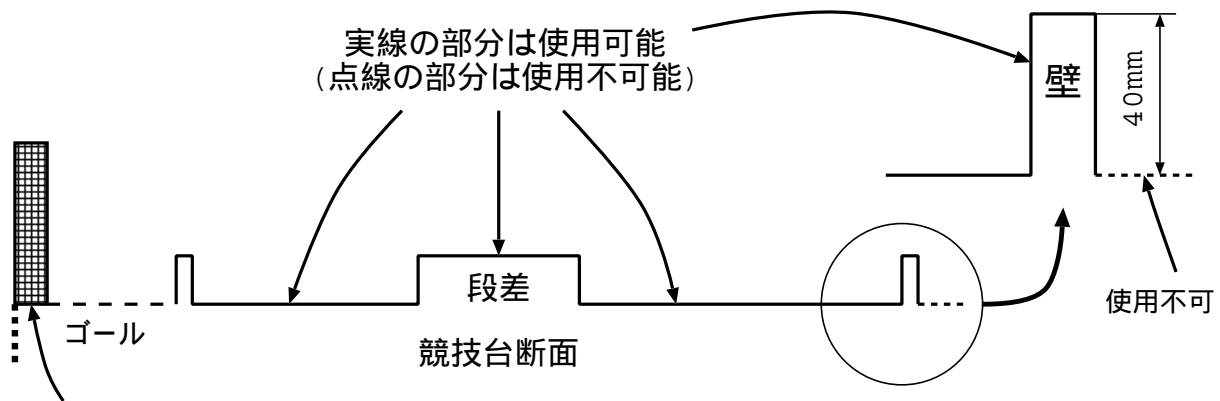 実線の部分は使用可能
(点線の部分は使用不可能)
壁
40mm
段差
使用不可
ゴール
競技台断面